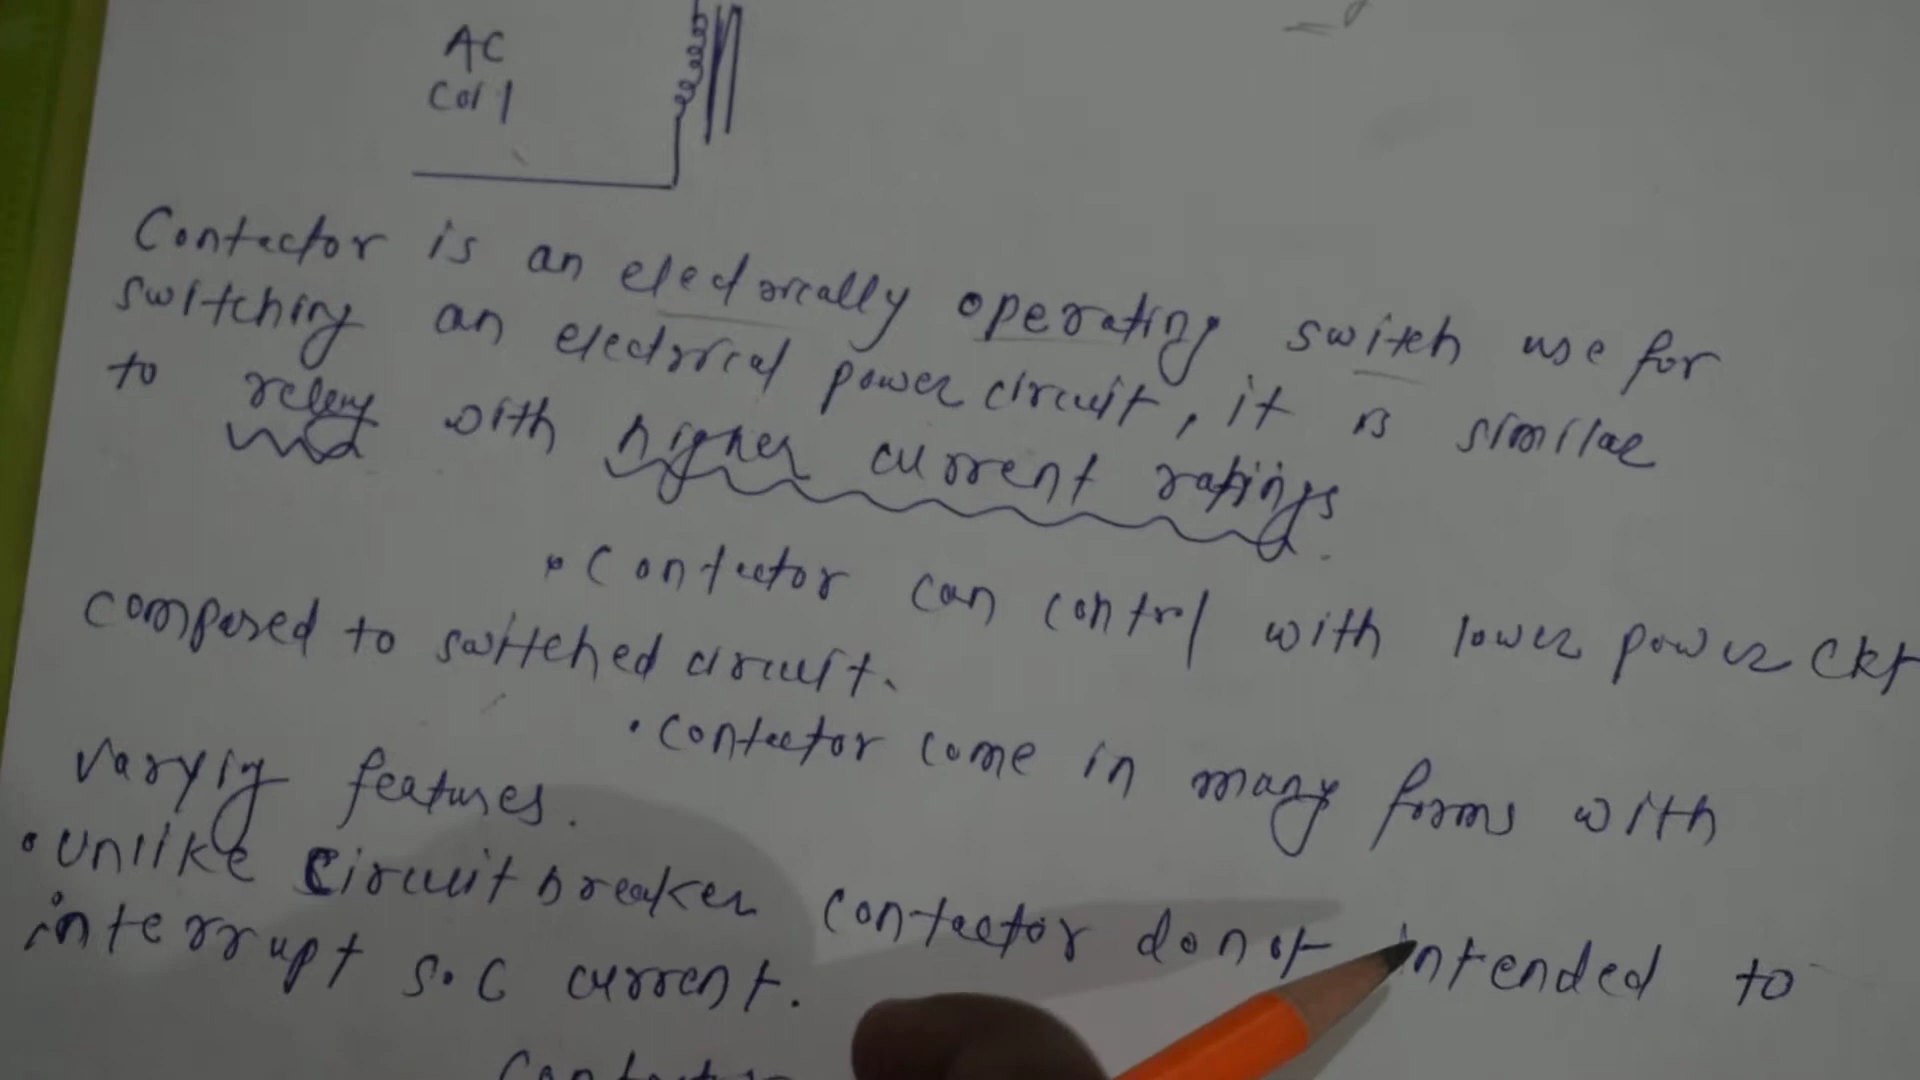 AC
Coil
Contector is an electrically operating switch use for
switching an electrical power circuit, it is similar
to relay with higher current ratings.
• Contector can control with lower power ckt
compared to switched circuit.
• Contector come in many forms with
varying features.
• Unlike Circuit breaker contector donot intended to
interrupt S.C current.